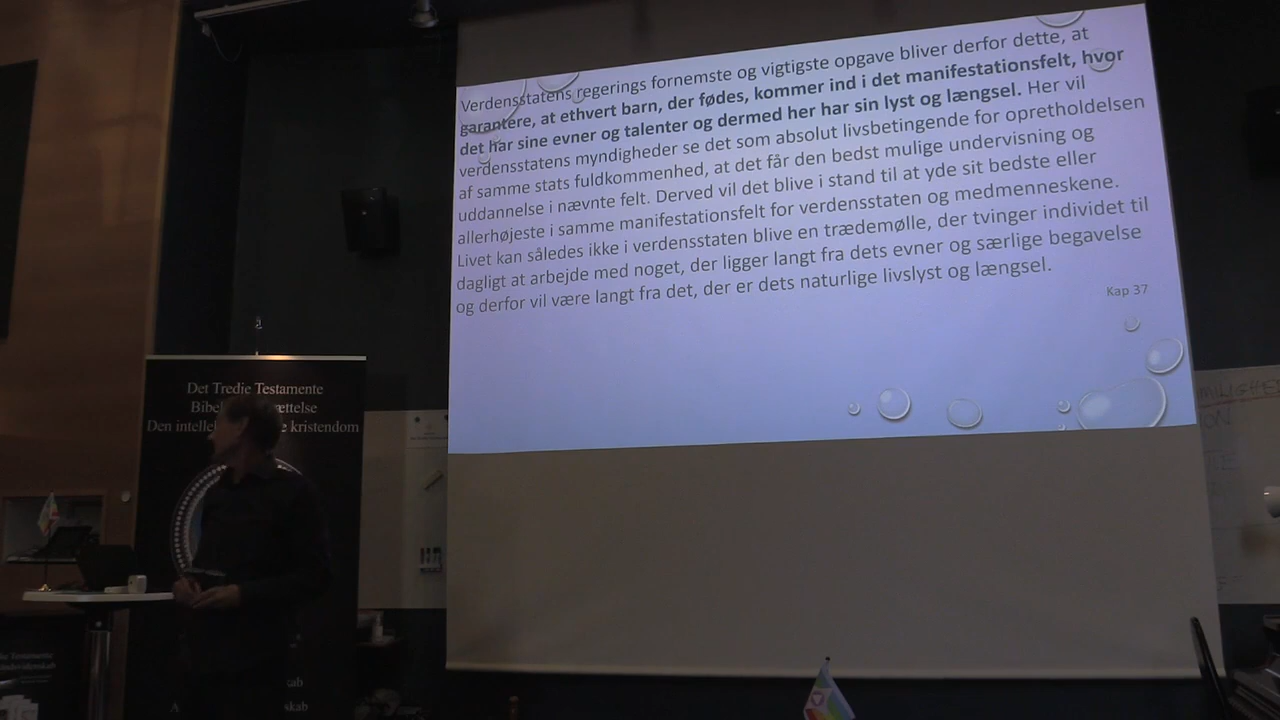 Verdensstatens regerings fornemste og vigtigste opgave bliver derfor dette, at
garantere, at ethvert barn, der fødes, kommer ind i det manifestationsfelt, hvor
det har sine evner og talenter og dermed her har sin lyst og længsel. Her vil
verdensstatens myndigheder se det som absolut livsbetingende for opretholdelsen
af samme stats fuldkommenhed, at det får den bedst mulige undervisning og
uddannelse i nævnte felt. Derved vil det blive i stand til at yde sit bedste eller
allerhøjeste i samme manifestationsfelt for verdensstaten og medmenneskene.
Livet kan således ikke i verdensstaten blive en trædemølle, der tvinger individet til
dagligt at arbejde med noget, der ligger langt fra dets evner og særlige begavelse
og derfor vil være langt fra det, der er dets naturlige livslyst og længsel.
Kap 37
Det Tredie Testamente
kristendom
Testamente